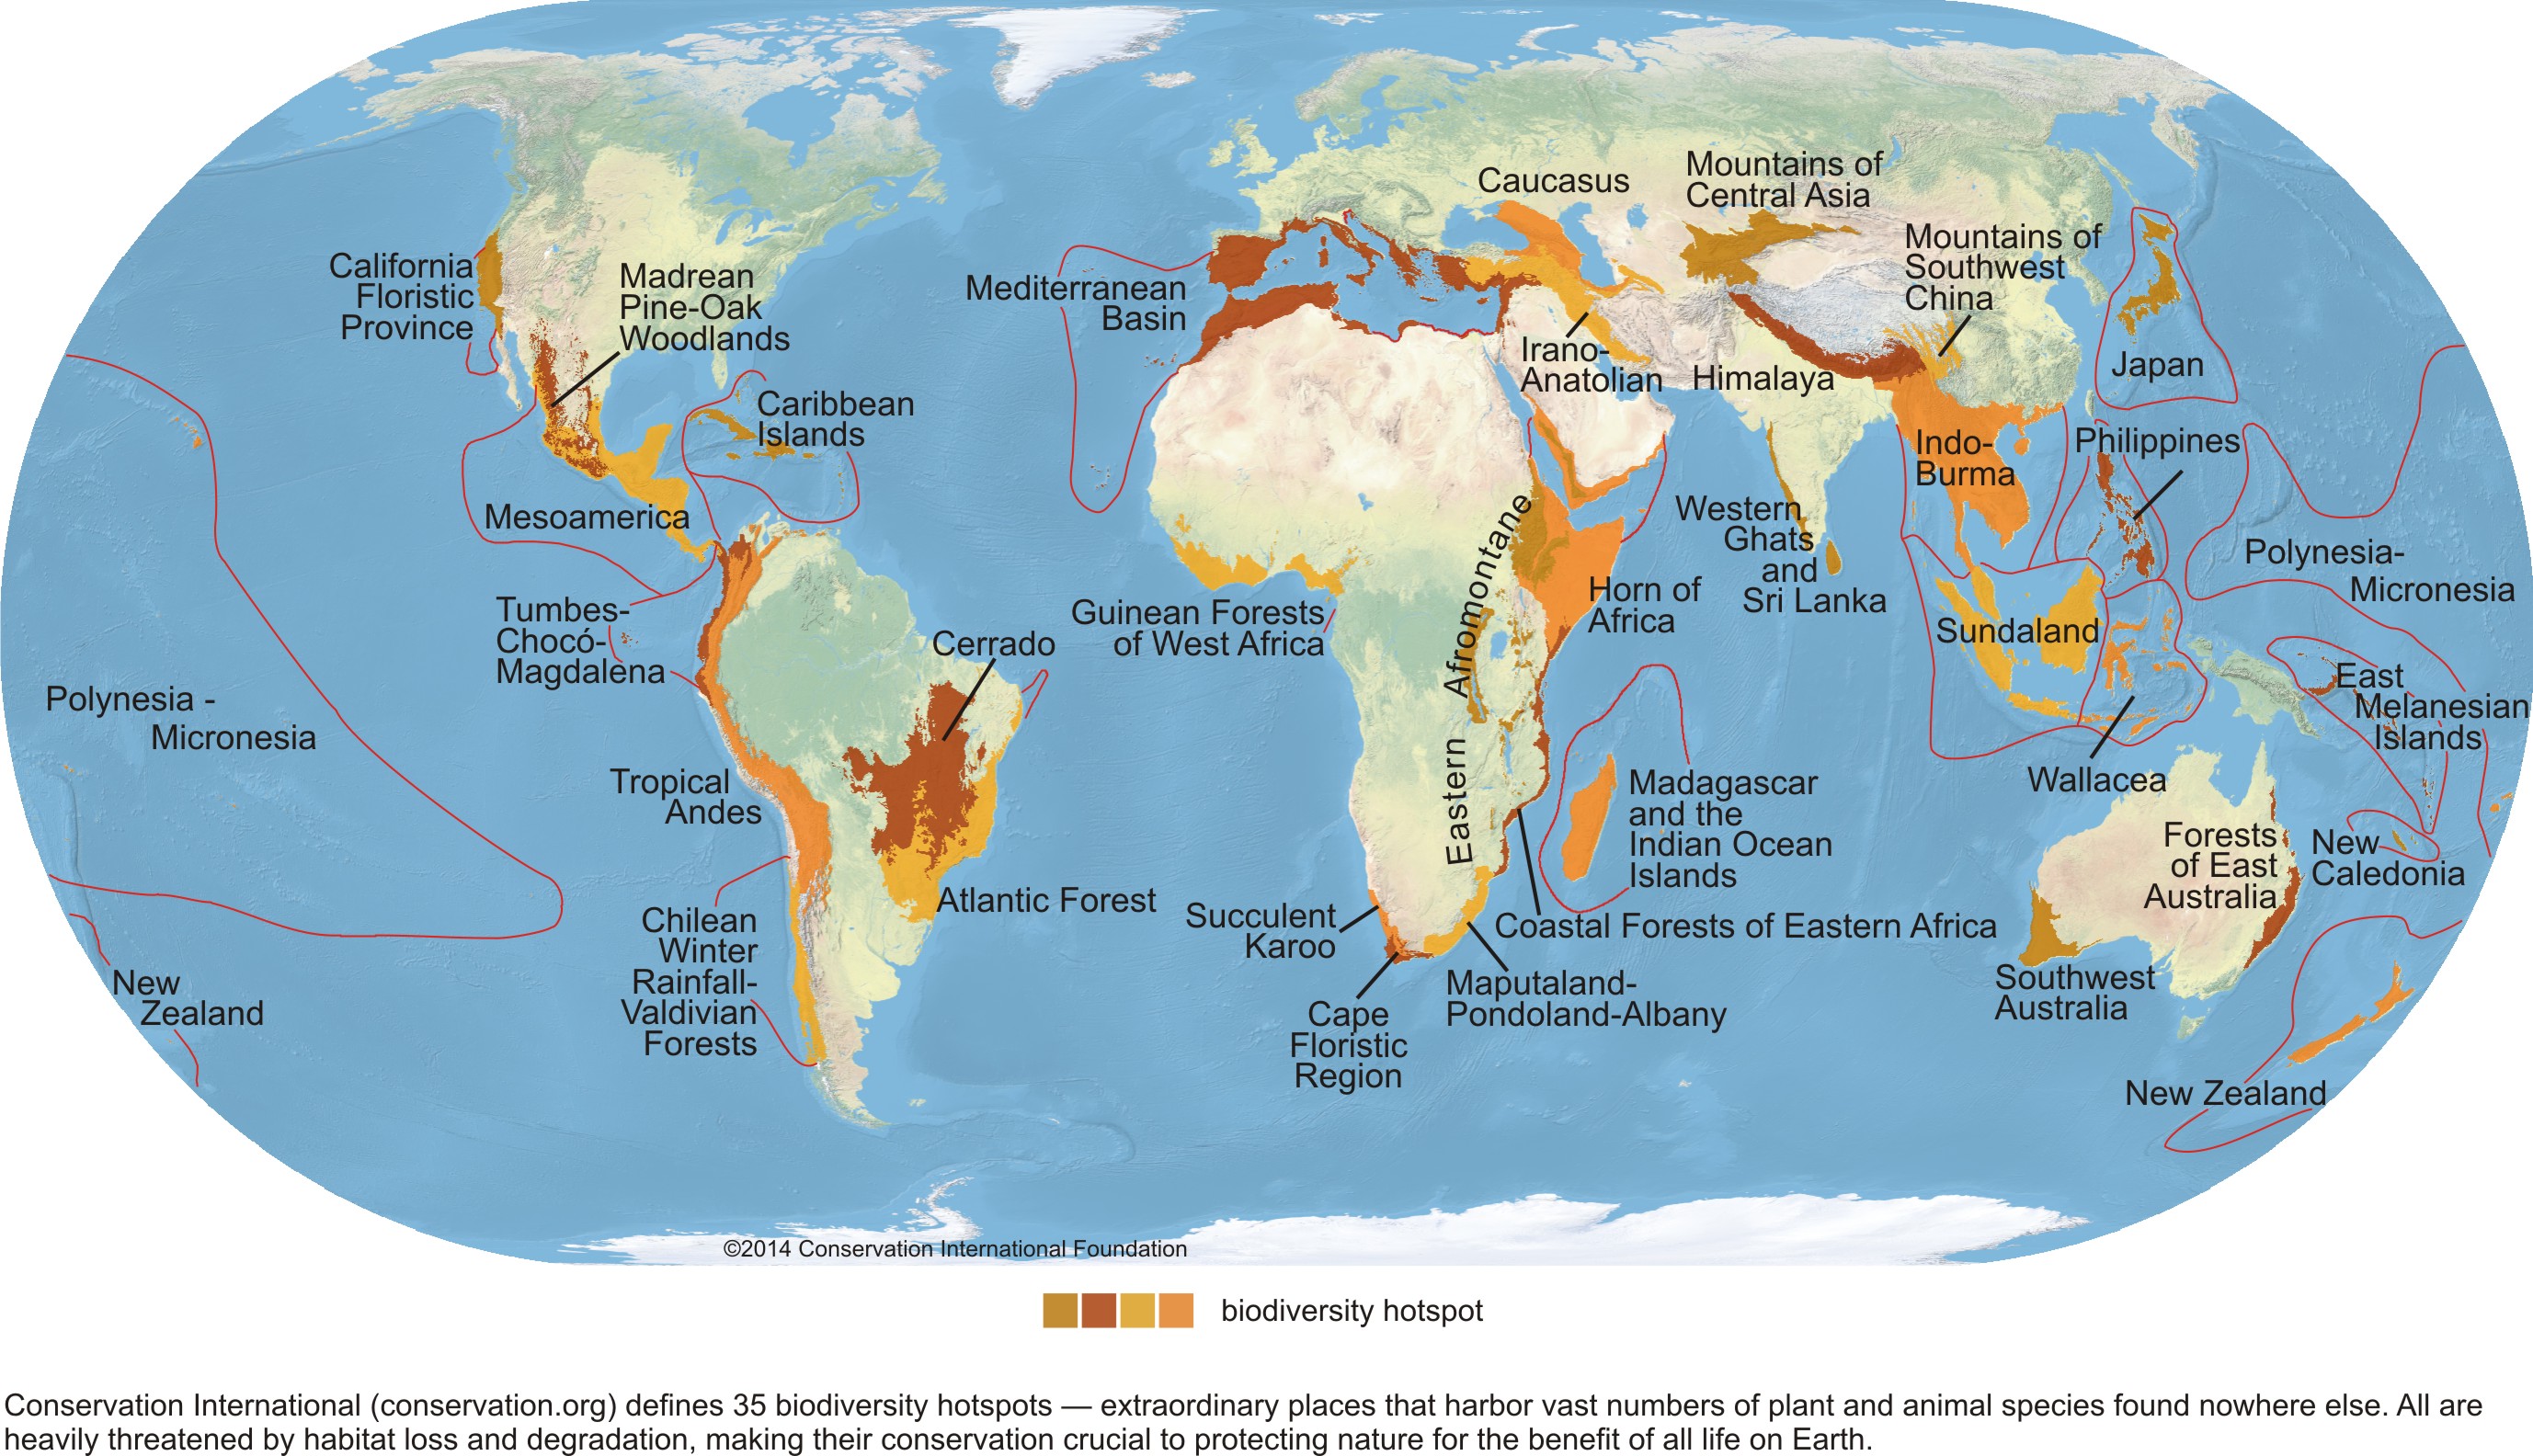 Caucasus
Mountains of
Central Asia
Mountains of
Southwest
China
California
Floristic
Province
Madrean
Pine-Oak
Woodlands
Mediterranean
Basin
Irano-
Anatolian
Himalaya
Japan
Caribbean
Islands
Indo-
Burma
Philippines
Mesoamerica
Western
Ghats
and
Sri Lanka
Polynesia-
Micronesia
Tumbes-
Chocó-
Magdalena
Guinean Forests
of West Africa
Eastern Afromontane
Horn of
Africa
Sundaland
Cerrado
East
Melanesian
Islands
Polynesia -
Micronesia
Tropical
Andes
Madagascar
and the
Indian Ocean
Islands
Wallacea
Forests
of East
Australia
New
Caledonia
Atlantic Forest
Chilean
Winter
Rainfall-
Valdivian
Forests
Succulent
Karoo
Coastal Forests of Eastern Africa
Cape
Floristic
Region
Maputaland-
Pondoland-Albany
Southwest
Australia
New
Zealand
New Zealand
©2014 Conservation International Foundation
biodiversity hotspot
Conservation International (conservation.org) defines 35 biodiversity hotspots — extraordinary places that harbor vast numbers of plant and animal species found nowhere else. All are
heavily threatened by habitat loss and degradation, making their conservation crucial to protecting nature for the benefit of all life on Earth.